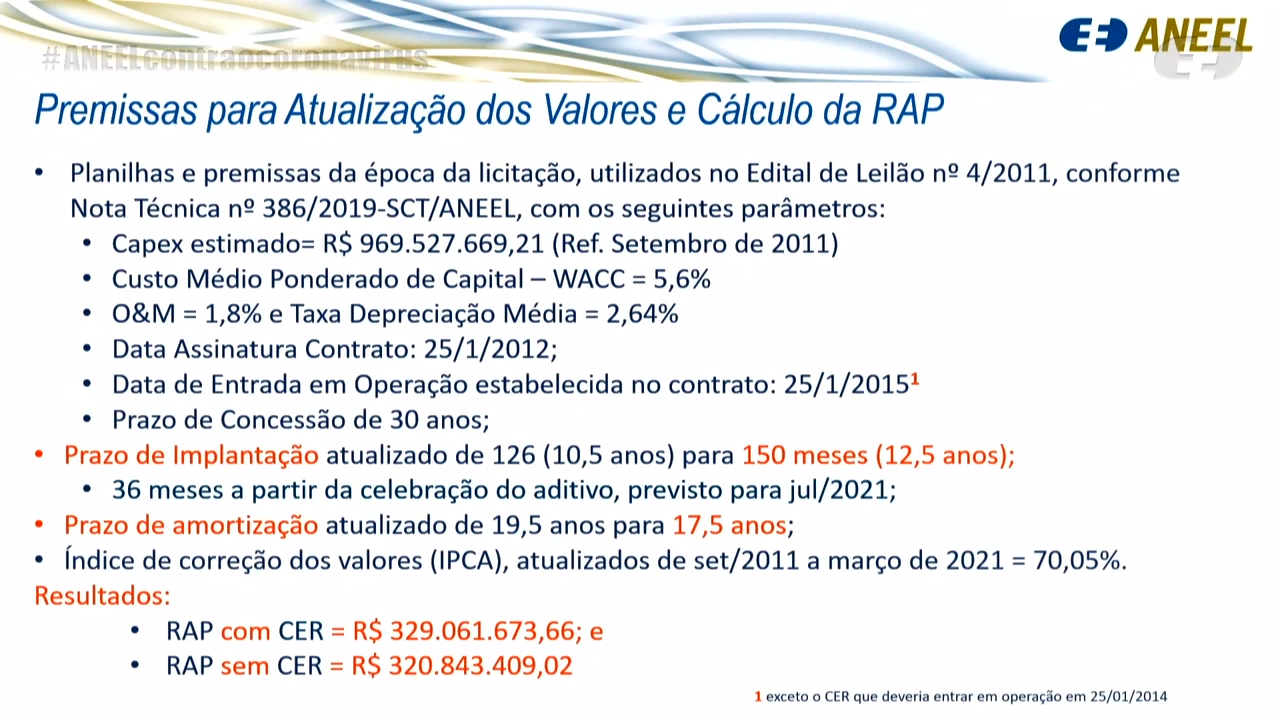 #ANEELcontraocoronavirus
ANEEL
Premissas para Atualização dos Valores e Cálculo da RAP
• Planilhas e premissas da época da licitação, utilizados no Edital de Leilão nº 4/2011, conforme
Nota Técnica nº 386/2019-SCT/ANEEL, com os seguintes parâmetros:
• Capex estimado= R$ 969.527.669,21 (Ref. Setembro de 2011)
• Custo Médio Ponderado de Capital – WACC = 5,6%
• O&M = 1,8% e Taxa Depreciação Média = 2,64%
• Data Assinatura Contrato: 25/1/2012;
• Data de Entrada em Operação estabelecida no contrato: 25/1/2015¹
• Prazo de Concessão de 30 anos;
• Prazo de Implantação atualizado de 126 (10,5 anos) para 150 meses (12,5 anos);
• 36 meses a partir da celebração do aditivo, previsto para jul/2021;
• Prazo de amortização atualizado de 19,5 anos para 17,5 anos;
• Índice de correção dos valores (IPCA), atualizados de set/2011 a março de 2021 = 70,05%.
Resultados:
• RAP com CER = R$ 329.061.673,66; e
• RAP sem CER = R$ 320.843.409,02
1 exceto o CER que deveria entrar em operação em 25/01/2014